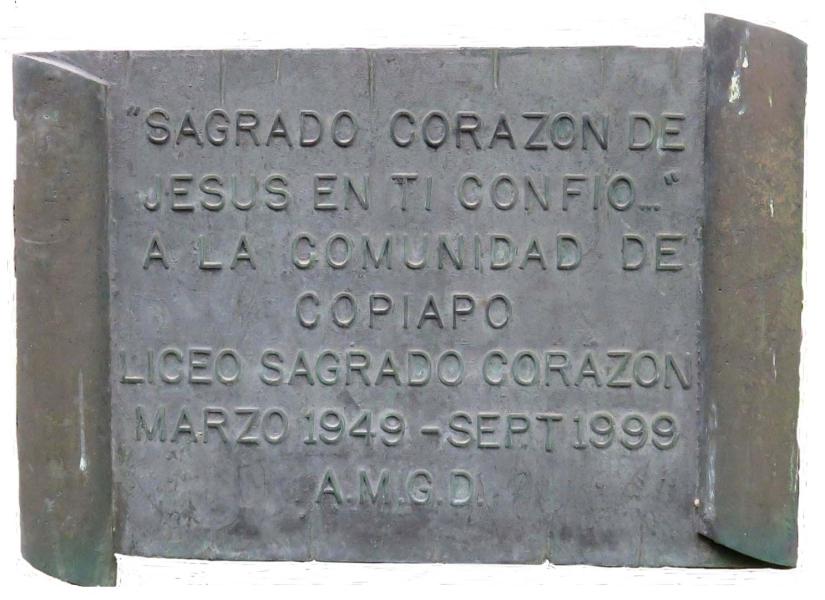 "SAGRADO CORAZON DE
JESUS EN TI CONFIO..."
A LA COMUNIDAD DE
COPIAPO
LICEO SAGRADO CORAZON
MARZO 1949 - SEPT 1999
A.M.G.D.